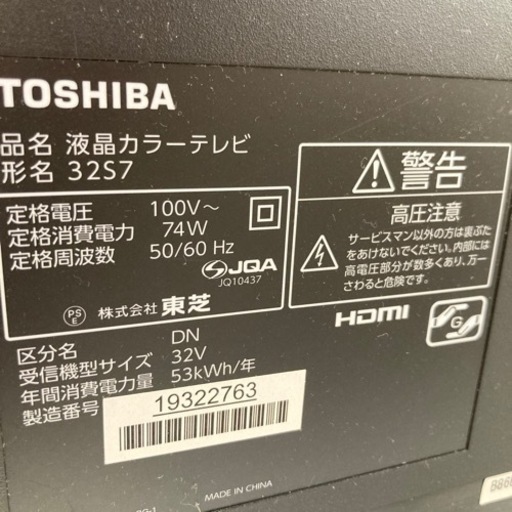 TOSHIBA
品名 液晶カラーテレビ
形名 32S7
定格電圧 100V～
定格消費電力 74W
定格周波数 50/60 Hz
JQA
JQ10437
PS
E
株式会社 東芝
警告
高圧注意
サービスマン以外の方は裏ぶた
をあけないでください。内部には
高電圧部分が数多くあり、万一
さわると危険です。
HDMI
G
区分名 DN
受信機型サイズ 32V
年間消費電力量 53kWh/年
製造番号 19322763
MADE IN CHINA